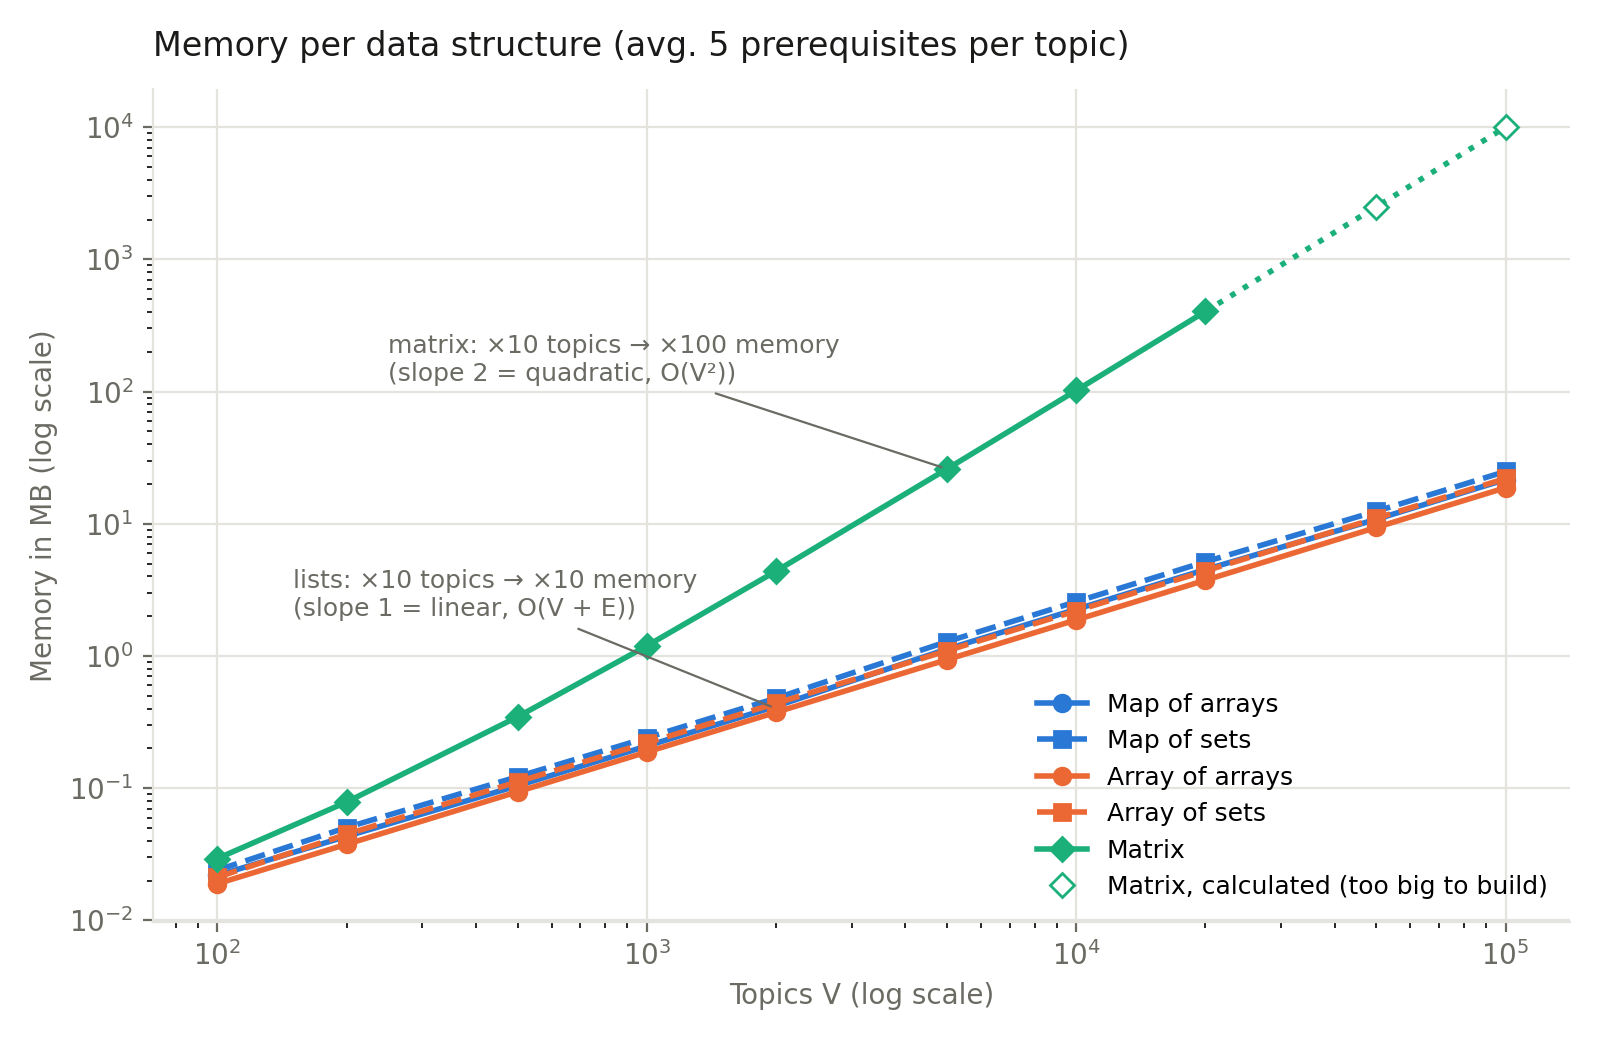 Memory per data structure (avg. 5 prerequisites per topic)
Memory in MB (log scale)
10⁴
10³
10²
10¹
10⁰
10⁻¹
10⁻²
matrix: ×10 topics → ×100 memory
(slope 2 = quadratic, O(V²))
lists: ×10 topics → ×10 memory
(slope 1 = linear, O(V + E))
Map of arrays
Map of sets
Array of arrays
Array of sets
Matrix
Matrix, calculated (too big to build)
10² 10³ 10⁴ 10⁵
Topics V (log scale)